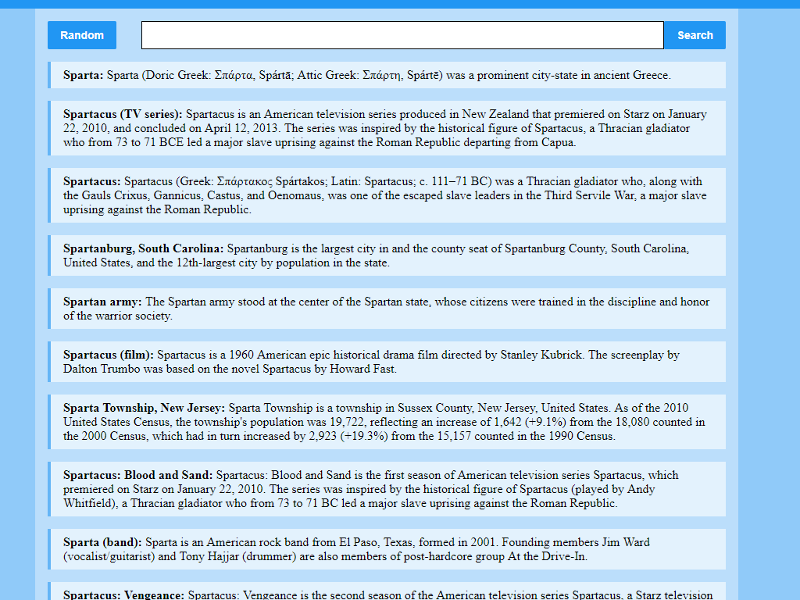 Random
Search
Sparta: Sparta (Doric Greek: Σπάρτα, Spártā; Attic Greek: Σπάρτη, Spártē) was a prominent city-state in ancient Greece.
Spartacus (TV series): Spartacus is an American television series produced in New Zealand that premiered on Starz on January
22, 2010, and concluded on April 12, 2013. The series was inspired by the historical figure of Spartacus, a Thracian gladiator
who from 73 to 71 BCE led a major slave uprising against the Roman Republic departing from Capua.
Spartacus: Spartacus (Greek: Σπάρτακος Spártakos; Latin: Spartacus; c. 111–71 BC) was a Thracian gladiator who, along with
the Gauls Crixus, Gannicus, Castus, and Oenomaus, was one of the escaped slave leaders in the Third Servile War, a major slave
uprising against the Roman Republic.
Spartanburg, South Carolina: Spartanburg is the largest city in and the county seat of Spartanburg County, South Carolina,
United States, and the 12th-largest city by population in the state.
Spartan army: The Spartan army stood at the center of the Spartan state, whose citizens were trained in the discipline and honor
of the warrior society.
Spartacus (film): Spartacus is a 1960 American epic historical drama film directed by Stanley Kubrick. The screenplay by
Dalton Trumbo was based on the novel Spartacus by Howard Fast.
Sparta Township, New Jersey: Sparta Township is a township in Sussex County, New Jersey, United States. As of the 2010
United States Census, the township's population was 19,722, reflecting an increase of 1,642 (+9.1%) from the 18,080 counted in
the 2000 Census, which had in turn increased by 2,923 (+19.3%) from the 15,157 counted in the 1990 Census.
Spartacus: Blood and Sand: Spartacus: Blood and Sand is the first season of American television series Spartacus, which
premiered on Starz on January 22, 2010. The series was inspired by the historical figure of Spartacus (played by Andy
Whitfield), a Thracian gladiator who from 73 to 71 BC led a major slave uprising against the Roman Republic.
Sparta (band): Sparta is an American rock band from El Paso, Texas, formed in 2001. Founding members Jim Ward
(vocalist/guitarist) and Tony Hajjar (drummer) are also members of post-hardcore group At the Drive-In.
Spartacus: Vengeance: Spartacus: Vengeance is the second season of the American television series Spartacus, a Starz television